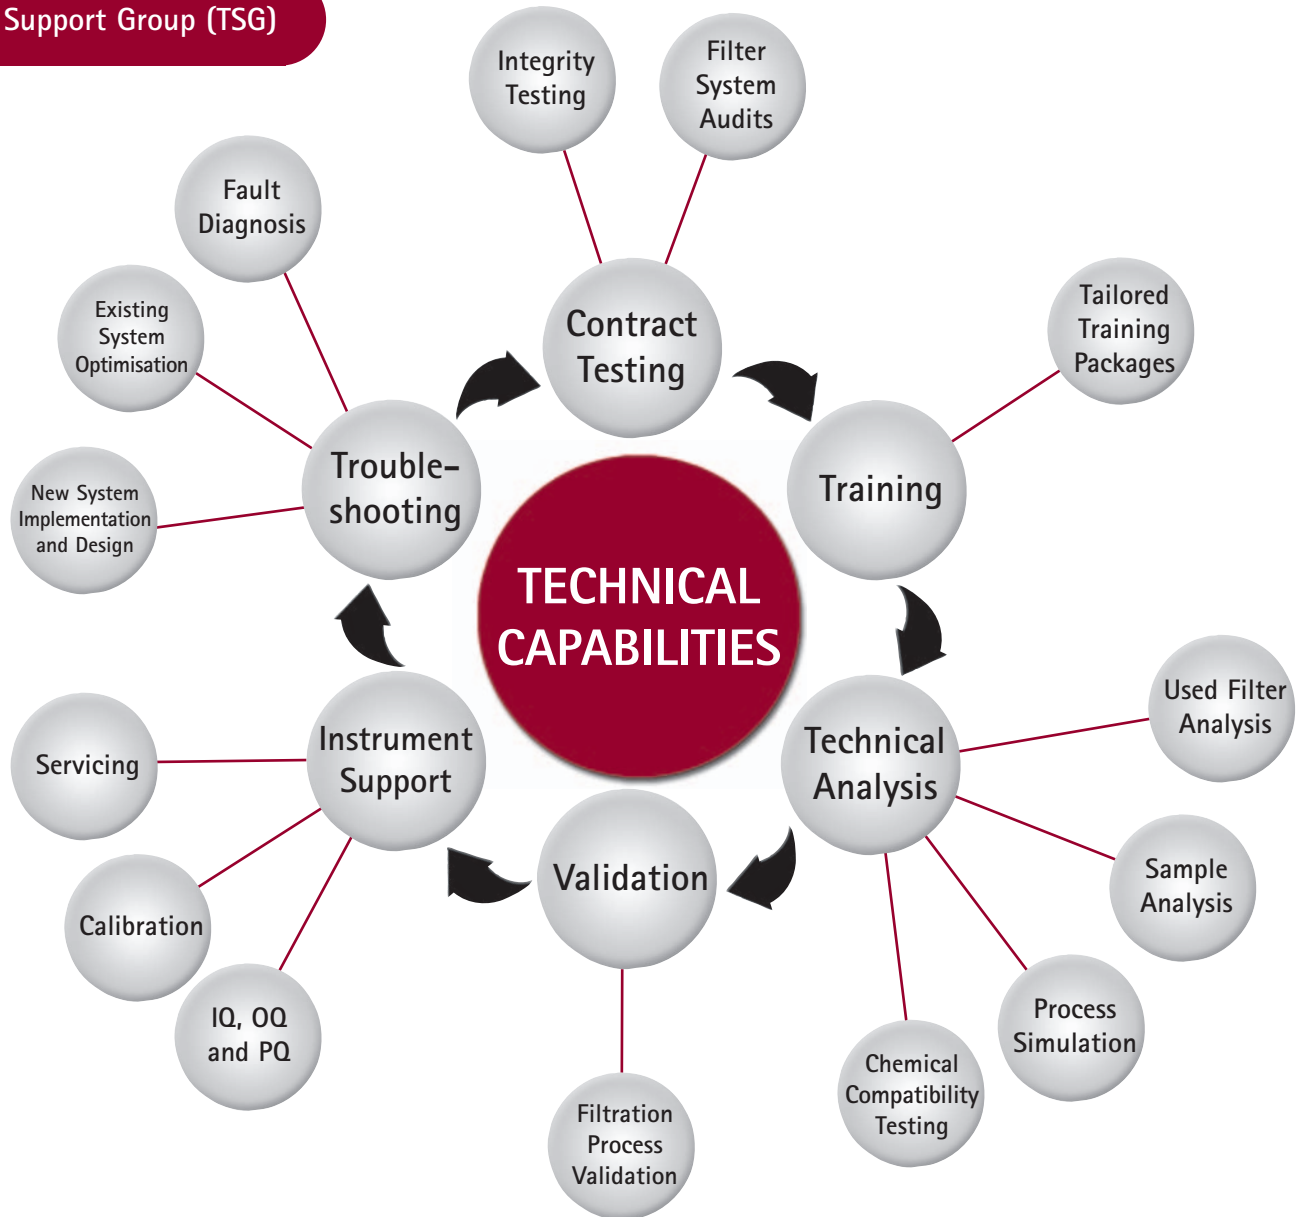 Support Group (TSG)
Integrity
Testing
Filter
System
Audits
Fault
Diagnosis
Existing
System
Optimisation
New System
Implementation
and Design
Contract
Testing
Tailored
Training
Packages
Trouble-
shooting
Training
TECHNICAL
CAPABILITIES
Technical
Analysis
Used Filter
Analysis
Sample
Analysis
Process
Simulation
Chemical
Compatibility
Testing
Validation
Filtration
Process
Validation
Instrument
Support
Servicing
Calibration
IQ, OQ
and PQ